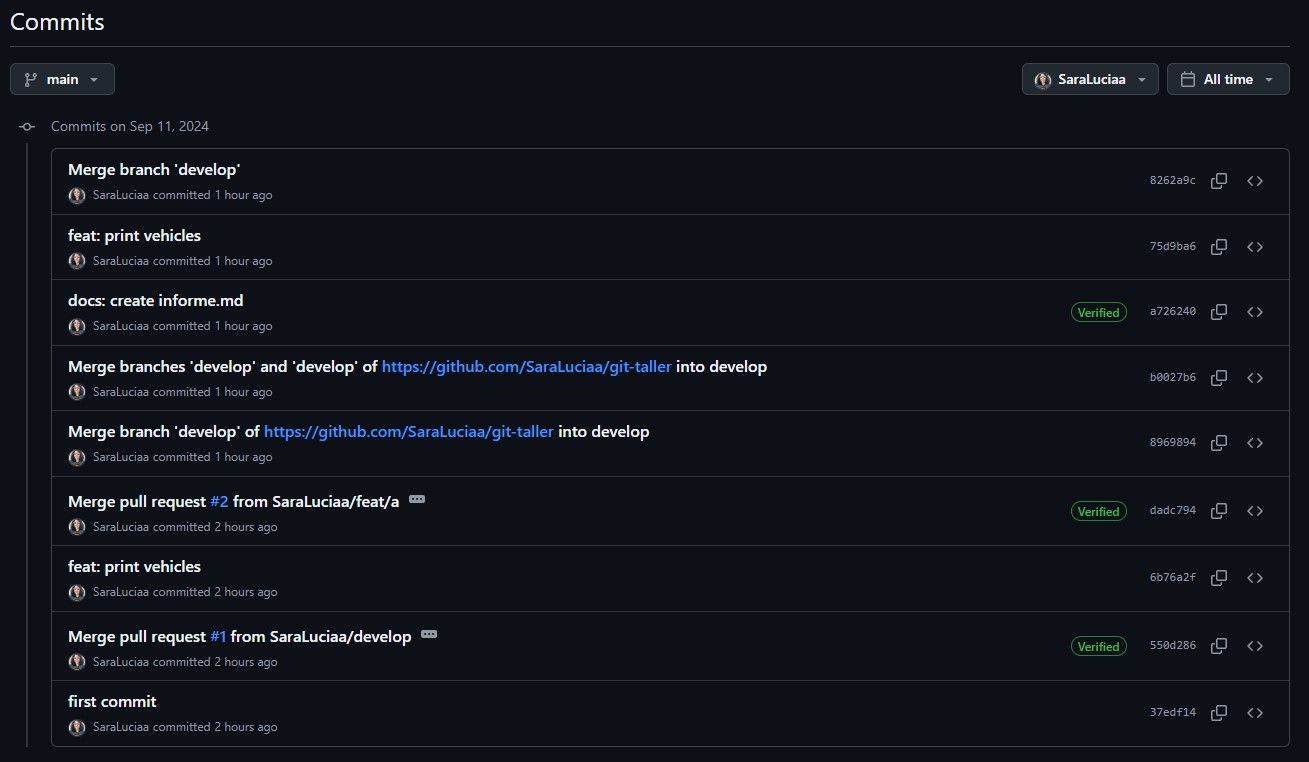 Commits
main
SaraLuciaa
All time
Commits on Sep 11, 2024
Merge branch 'develop'
SaraLuciaa committed 1 hour ago
8262a9c
feat: print vehicles
SaraLuciaa committed 1 hour ago
75d9ba6
docs: create informe.md
SaraLuciaa committed 1 hour ago
Verified
a726240
Merge branches 'develop' and 'develop' of https://github.com/SaraLuciaa/git-taller into develop
SaraLuciaa committed 1 hour ago
b0027b6
Merge branch 'develop' of https://github.com/SaraLuciaa/git-taller into develop
SaraLuciaa committed 1 hour ago
8969894
Merge pull request #2 from SaraLuciaa/feat/a
SaraLuciaa committed 2 hours ago
Verified
dadc794
feat: print vehicles
SaraLuciaa committed 2 hours ago
6b76a2f
Merge pull request #1 from SaraLuciaa/develop
SaraLuciaa committed 2 hours ago
Verified
550d286
first commit
SaraLuciaa committed 2 hours ago
37edf14